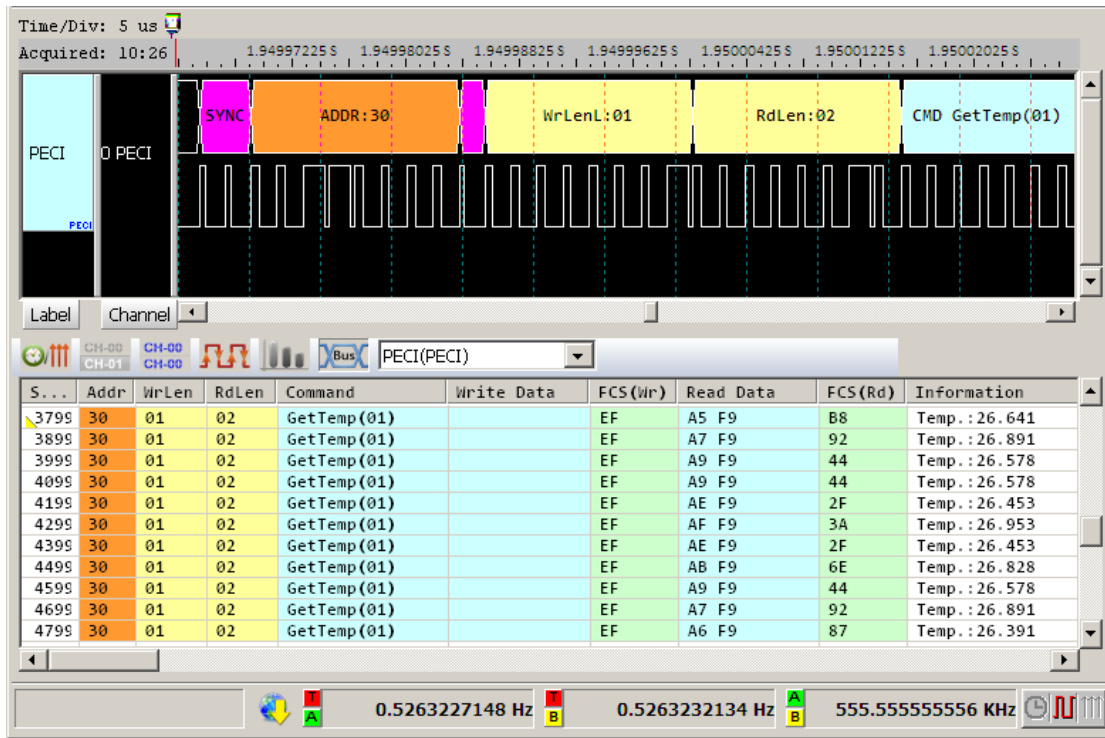 Time/Div: 5 us
Acquired: 10:26 1.94997225 S 1.94998025 S 1.94998825 S 1.94999625 S 1.95000425 S 1.95001225 S 1.95002025 S
SYNC ADDR:30 WrLenL:01 RdLen:02 CMD GetTemp(01)
PECI 0 PECI
PECI
Label Channel
CH-00 CH-00
CH-01 CH-00
Bus PECI(PECI)
S... Addr WrLen RdLen Command Write Data FCS(Wr) Read Data FCS(Rd) Information
3799 30 01 02 GetTemp(01) EF A5 F9 B8 Temp.:26.641
3899 30 01 02 GetTemp(01) EF A7 F9 92 Temp.:26.891
3999 30 01 02 GetTemp(01) EF A9 F9 44 Temp.:26.578
4099 30 01 02 GetTemp(01) EF A9 F9 44 Temp.:26.578
4199 30 01 02 GetTemp(01) EF AE F9 2F Temp.:26.453
4299 30 01 02 GetTemp(01) EF AF F9 3A Temp.:26.953
4399 30 01 02 GetTemp(01) EF AE F9 2F Temp.:26.453
4499 30 01 02 GetTemp(01) EF AB F9 6E Temp.:26.828
4599 30 01 02 GetTemp(01) EF A9 F9 44 Temp.:26.578
4699 30 01 02 GetTemp(01) EF A7 F9 92 Temp.:26.891
4799 30 01 02 GetTemp(01) EF A6 F9 87 Temp.:26.391
T A 0.5263227148 Hz T B 0.5263232134 Hz A B 555.555555556 KHz